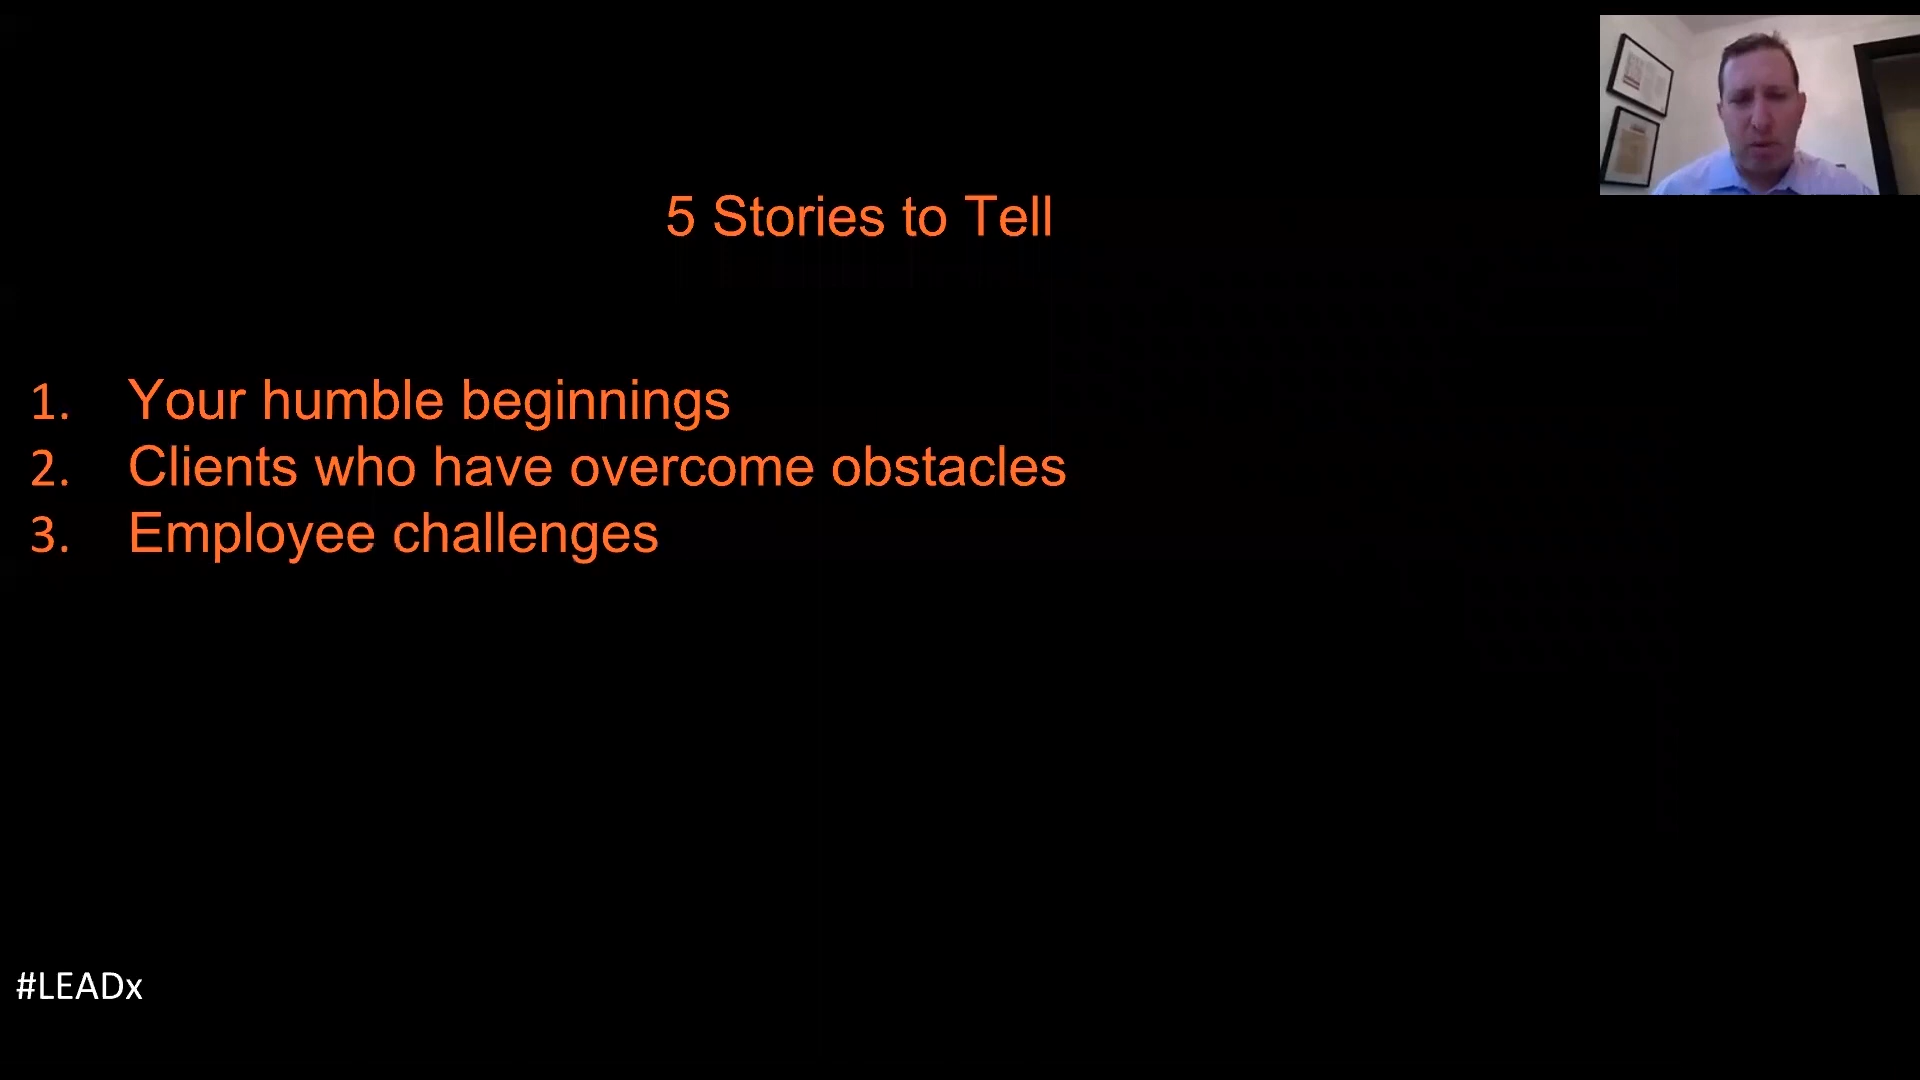 5 Stories to Tell
1. Your humble beginnings
2. Clients who have overcome obstacles
3. Employee challenges
#LEADx